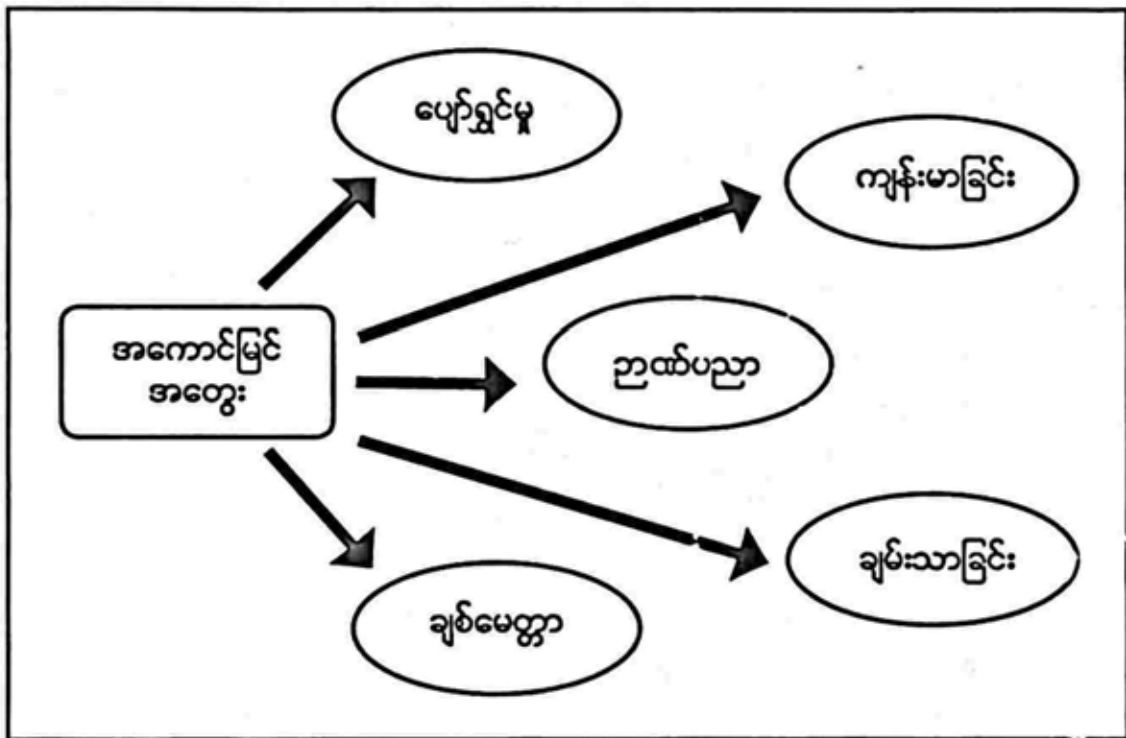 ပျော်ရွှင်မှု
ကျန်းမာခြင်း
အကောင်မြင်
အတွေး
ဉာဏ်ပညာ
ချမ်းသာခြင်း
ချစ်မေတ္တာ